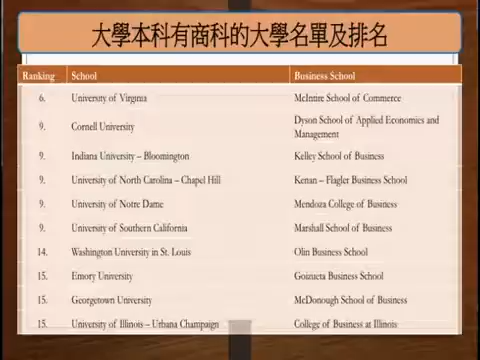 大學本科有商科的大學名單及排名
Ranking School Business School
6. University of Virginia McIntire School of Commerce
9. Cornell University Dyson School of Applied Economics and
Management
9. Indiana University – Bloomington Kelley School of Business
9. University of North Carolina – Chapel Hill Kenan – Flagler Business School
9. University of Notre Dame Mendoza College of Business
9. University of Southern California Marshall School of Business
14. Washington University in St. Louis Olin Business School
15. Emory University Goizueta Business School
15. Georgetown University McDonough School of Business
15. University of Illinois – Urbana Champaign College of Business at Illinois